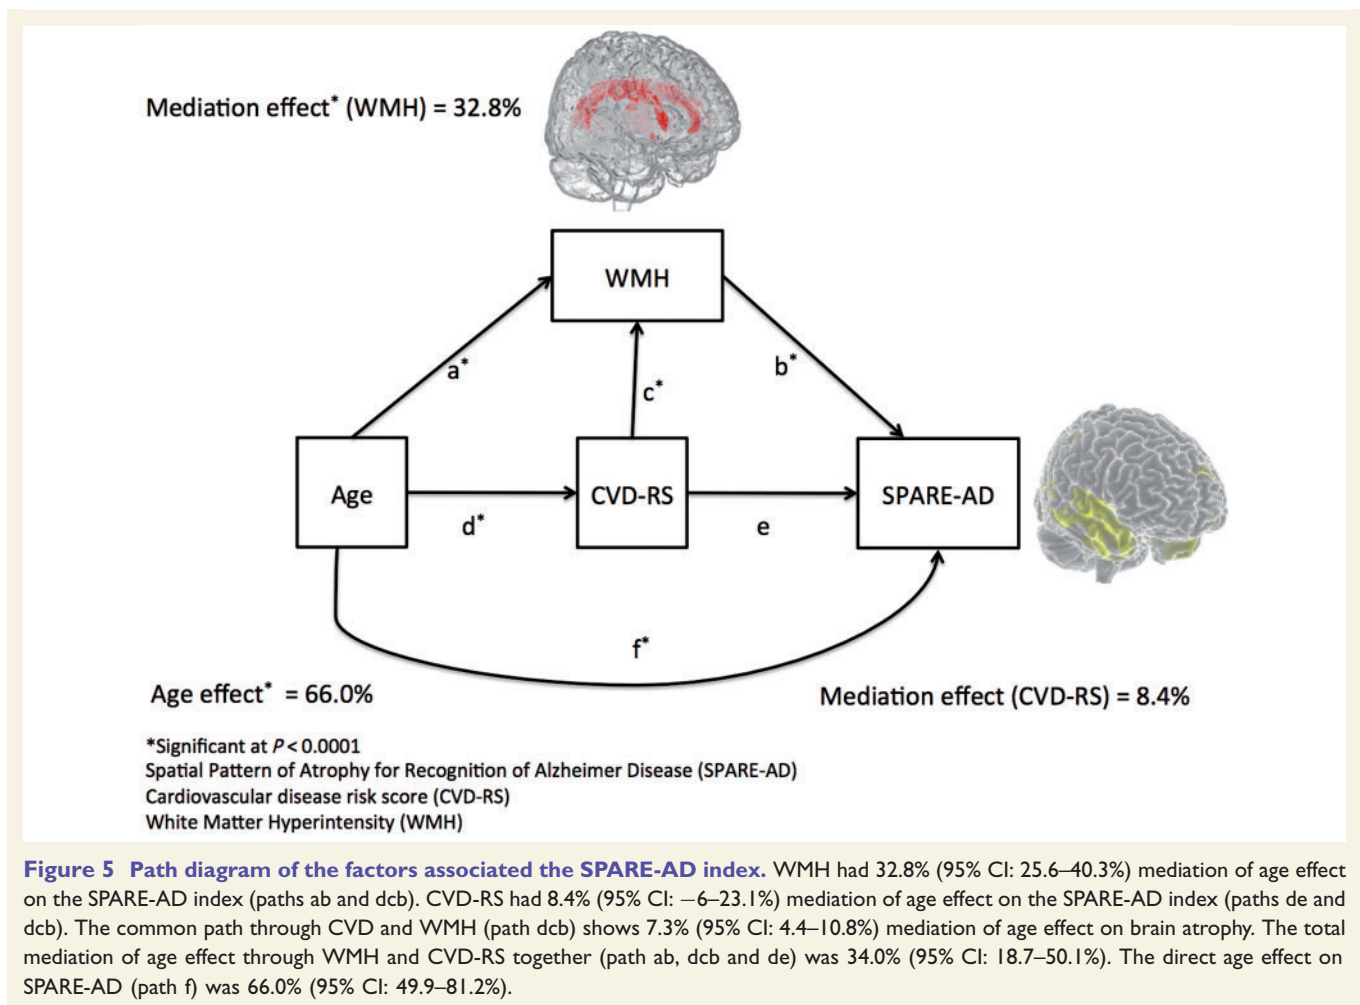 Mediation effect* (WMH) = 32.8%
WMH
a*
b*
c*
Age
CVD-RS
SPARE-AD
d*
e
f*
Age effect* = 66.0%
Mediation effect (CVD-RS) = 8.4%
*Significant at P < 0.0001
Spatial Pattern of Atrophy for Recognition of Alzheimer Disease (SPARE-AD)
Cardiovascular disease risk score (CVD-RS)
White Matter Hyperintensity (WMH)
Figure 5 Path diagram of the factors associated the SPARE-AD index. WMH had 32.8% (95% CI: 25.6–40.3%) mediation of age effect
on the SPARE-AD index (paths ab and dcb). CVD-RS had 8.4% (95% CI: −6–23.1%) mediation of age effect on the SPARE-AD index (paths de and
dcb). The common path through CVD and WMH (path dcb) shows 7.3% (95% CI: 4.4–10.8%) mediation of age effect on brain atrophy. The total
mediation of age effect through WMH and CVD-RS together (path ab, dcb and de) was 34.0% (95% CI: 18.7–50.1%). The direct age effect on
SPARE-AD (path f) was 66.0% (95% CI: 49.9–81.2%).